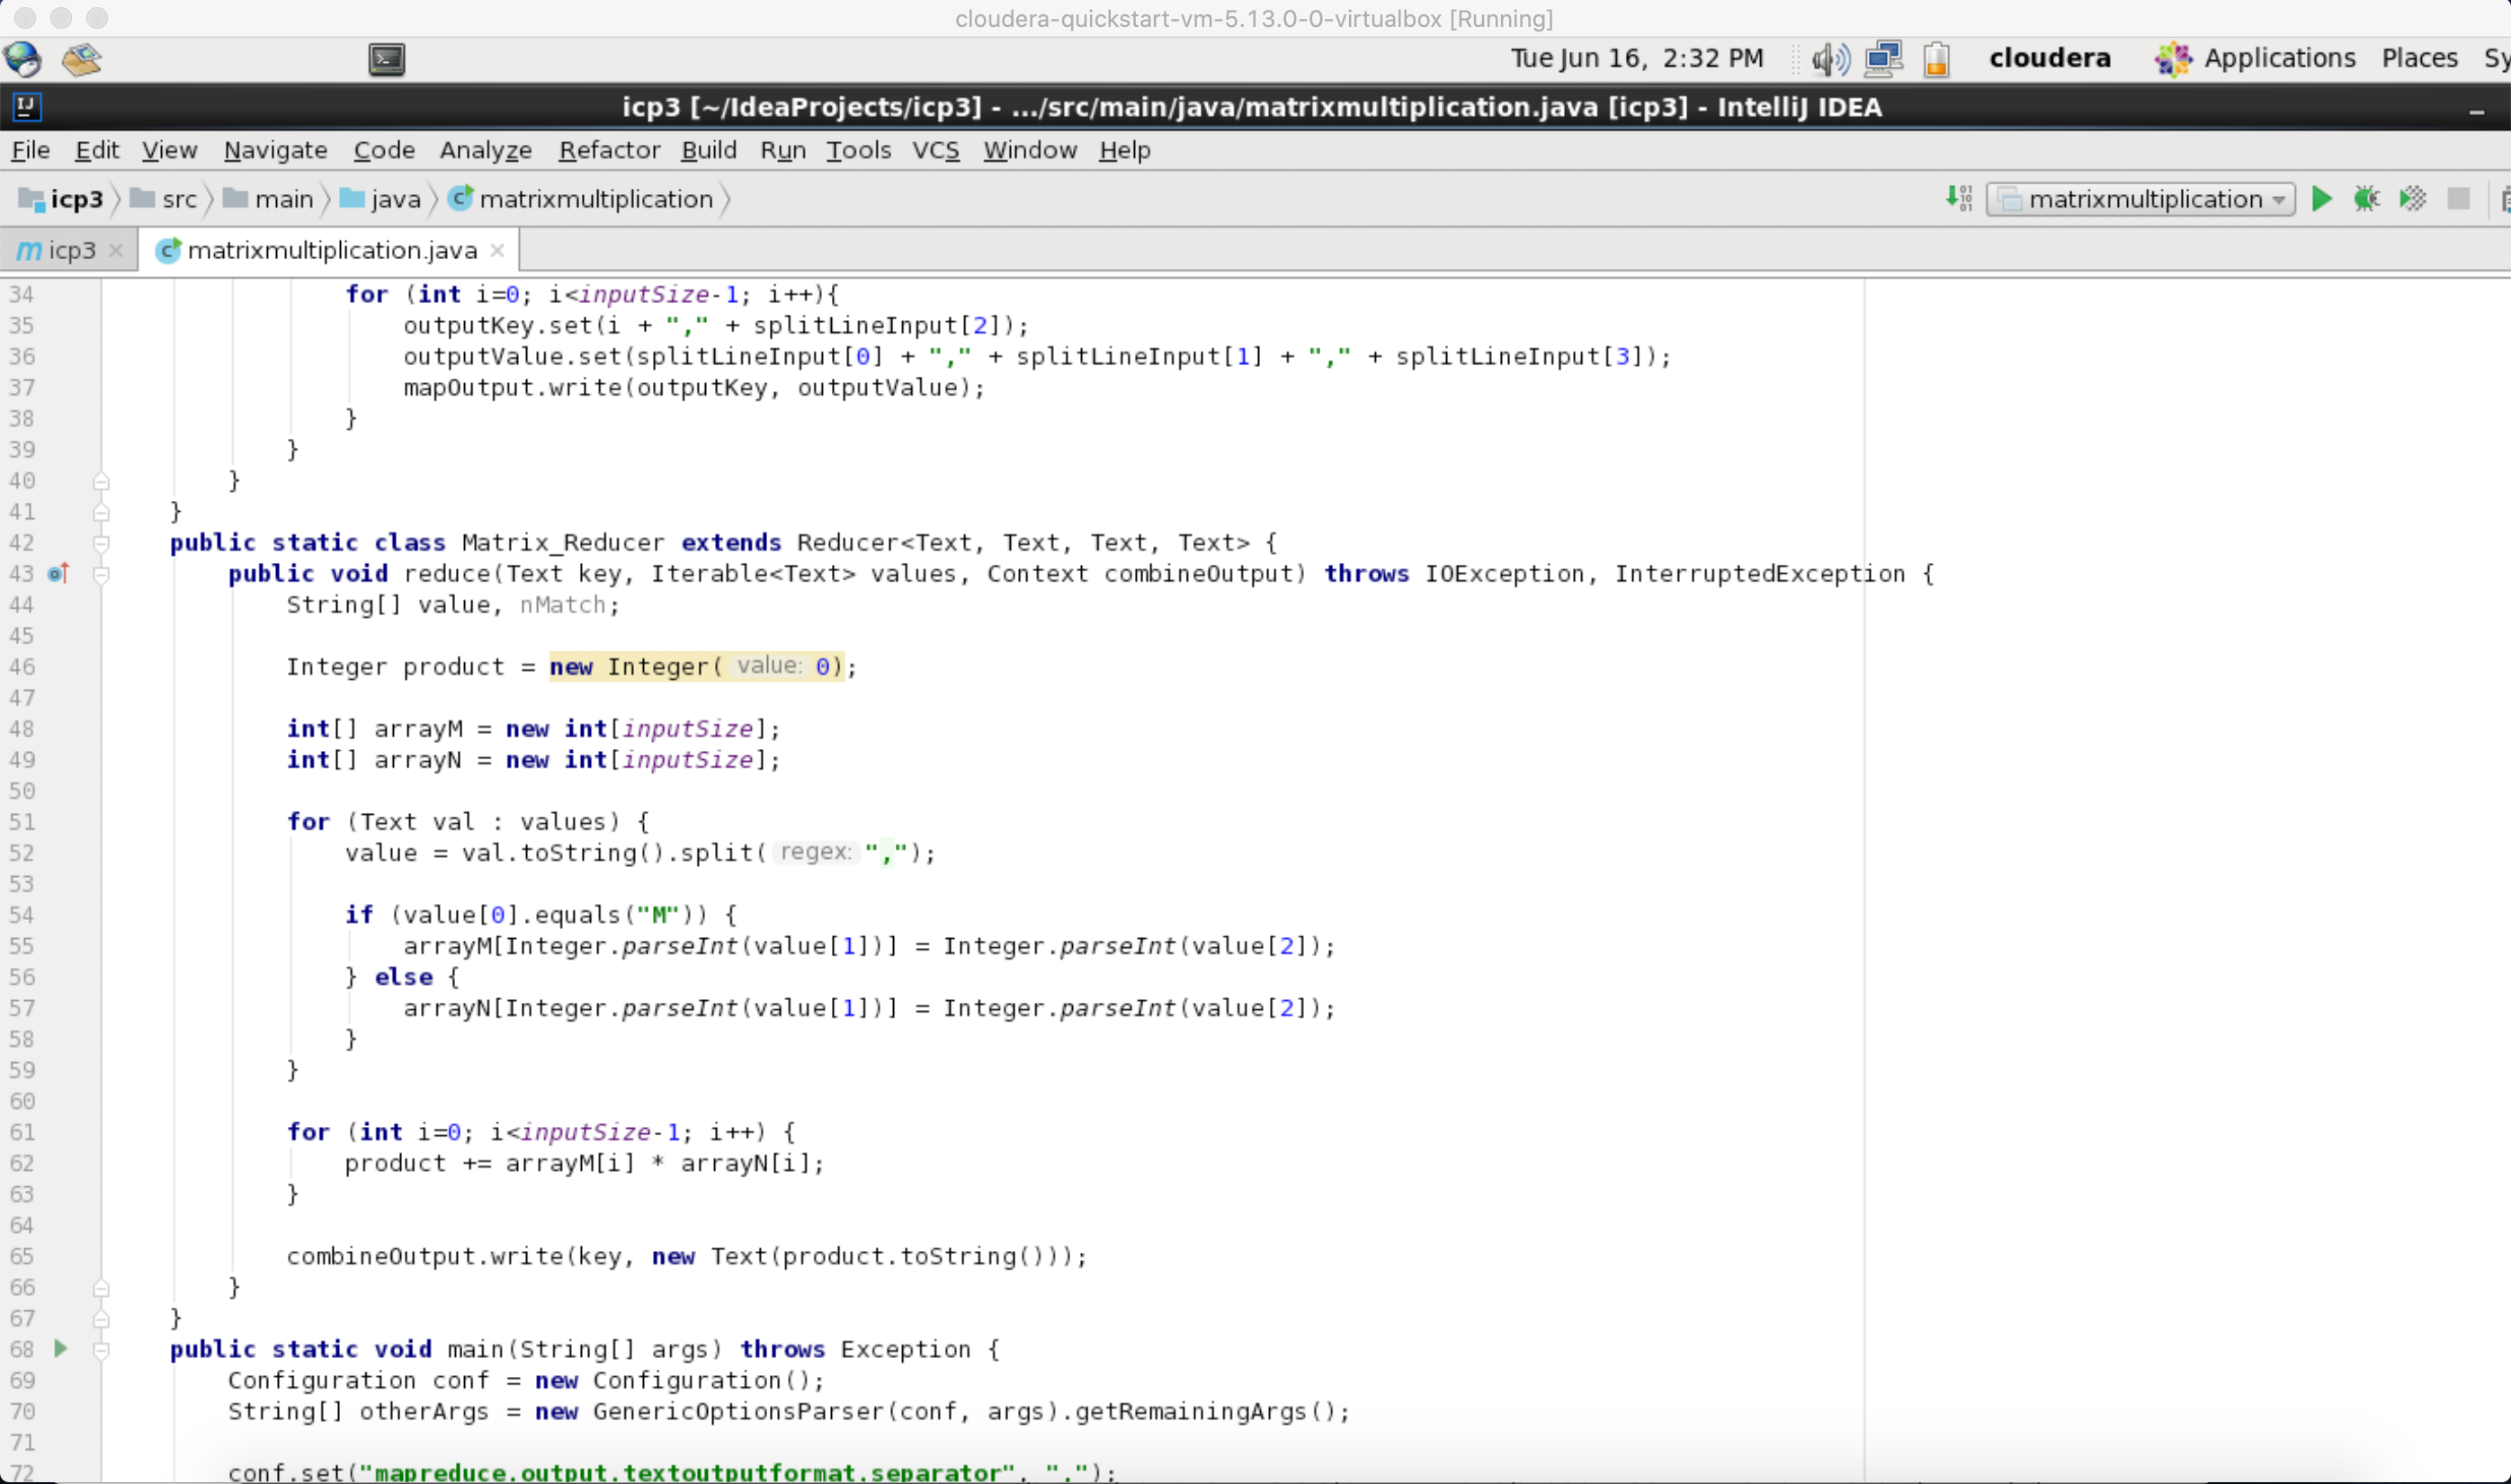 cloudera-quickstart-vm-5.13.0-0-virtualbox [Running]
Tue Jun 16, 2:32 PM cloudera Applications Places Sy
IJ icp3 [~/IdeaProjects/icp3] - .../src/main/java/matrixmultiplication.java [icp3] - IntelliJ IDEA
File Edit View Navigate Code Analyze Refactor Build Run Tools VCS Window Help
icp3 src main java matrixmultiplication matrixmultiplication
m icp3 matrixmultiplication.java
34 for (int i=0; i<inputSize-1; i++){
35 outputKey.set(i + "," + splitLineInput[2]);
36 outputValue.set(splitLineInput[0] + "," + splitLineInput[1] + "," + splitLineInput[3]);
37 mapOutput.write(outputKey, outputValue);
38 }
39 }
40 }
41 }
42 public static class Matrix_Reducer extends Reducer<Text, Text, Text, Text> {
43 public void reduce(Text key, Iterable<Text> values, Context combineOutput) throws IOException, InterruptedException {
44 String[] value, nMatch;
45
46 Integer product = new Integer( value: 0);
47
48 int[] arrayM = new int[inputSize];
49 int[] arrayN = new int[inputSize];
50
51 for (Text val : values) {
52 value = val.toString().split( regex: ",");
53
54 if (value[0].equals("M")) {
55 arrayM[Integer.parseInt(value[1])] = Integer.parseInt(value[2]);
56 } else {
57 arrayN[Integer.parseInt(value[1])] = Integer.parseInt(value[2]);
58 }
59 }
60
61 for (int i=0; i<inputSize-1; i++) {
62 product += arrayM[i] * arrayN[i];
63 }
64
65 combineOutput.write(key, new Text(product.toString()));
66 }
67 }
68 public static void main(String[] args) throws Exception {
69 Configuration conf = new Configuration();
70 String[] otherArgs = new GenericOptionsParser(conf, args).getRemainingArgs();
71
72 conf.set("mapreduce.output.textoutputformat.separator", ",");